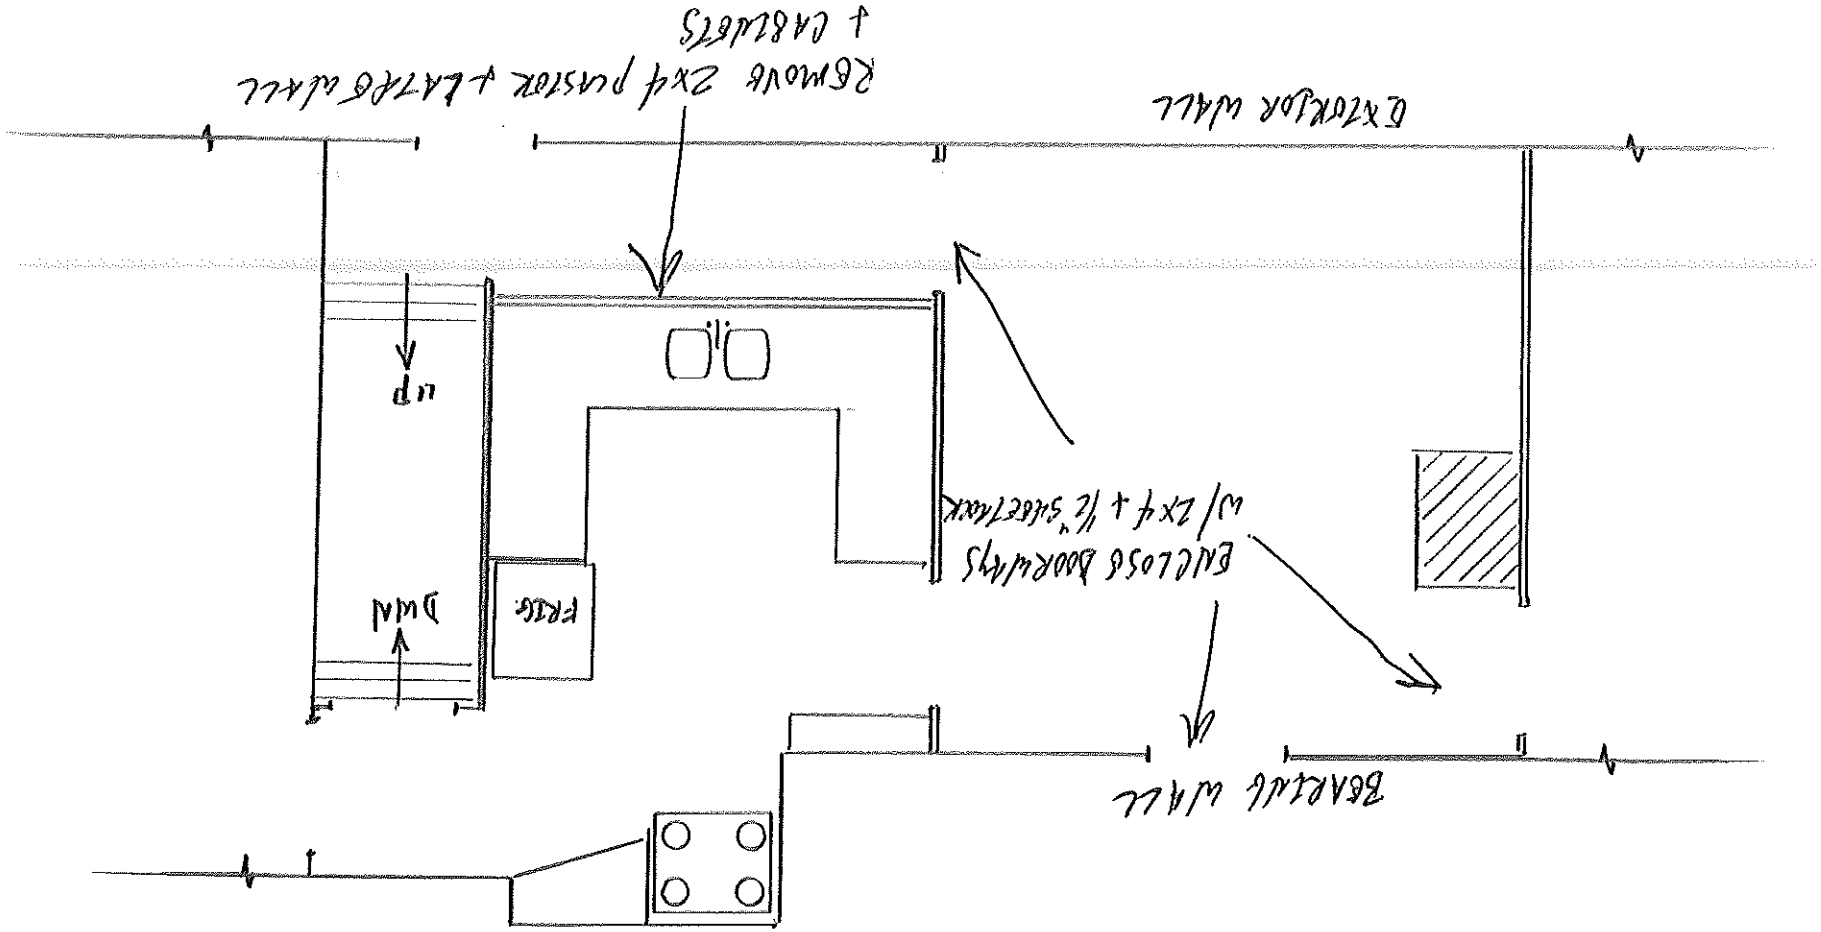 BEARING WALL
ENCLOSE DOORWAYS
W/ 2X4 + 1/2" SHEETROCK
FRIG
DWN
UP
EXTERIOR WALL
REMOVE 2X4 PLASTER + LATHE WALL
+ CABINETS